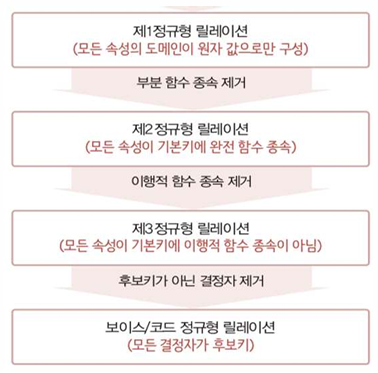 제1정규형 릴레이션
(모든 속성의 도메인이 원자 값으로만 구성)
부분 함수 종속 제거
제2정규형 릴레이션
(모든 속성이 기본키에 완전 함수 종속)
이행적 함수 종속 제거
제3정규형 릴레이션
(모든 속성이 기본키에 이행적 함수 종속이 아님)
후보키가 아닌 결정자 제거
보이스/코드 정규형 릴레이션
(모든 결정자가 후보키)